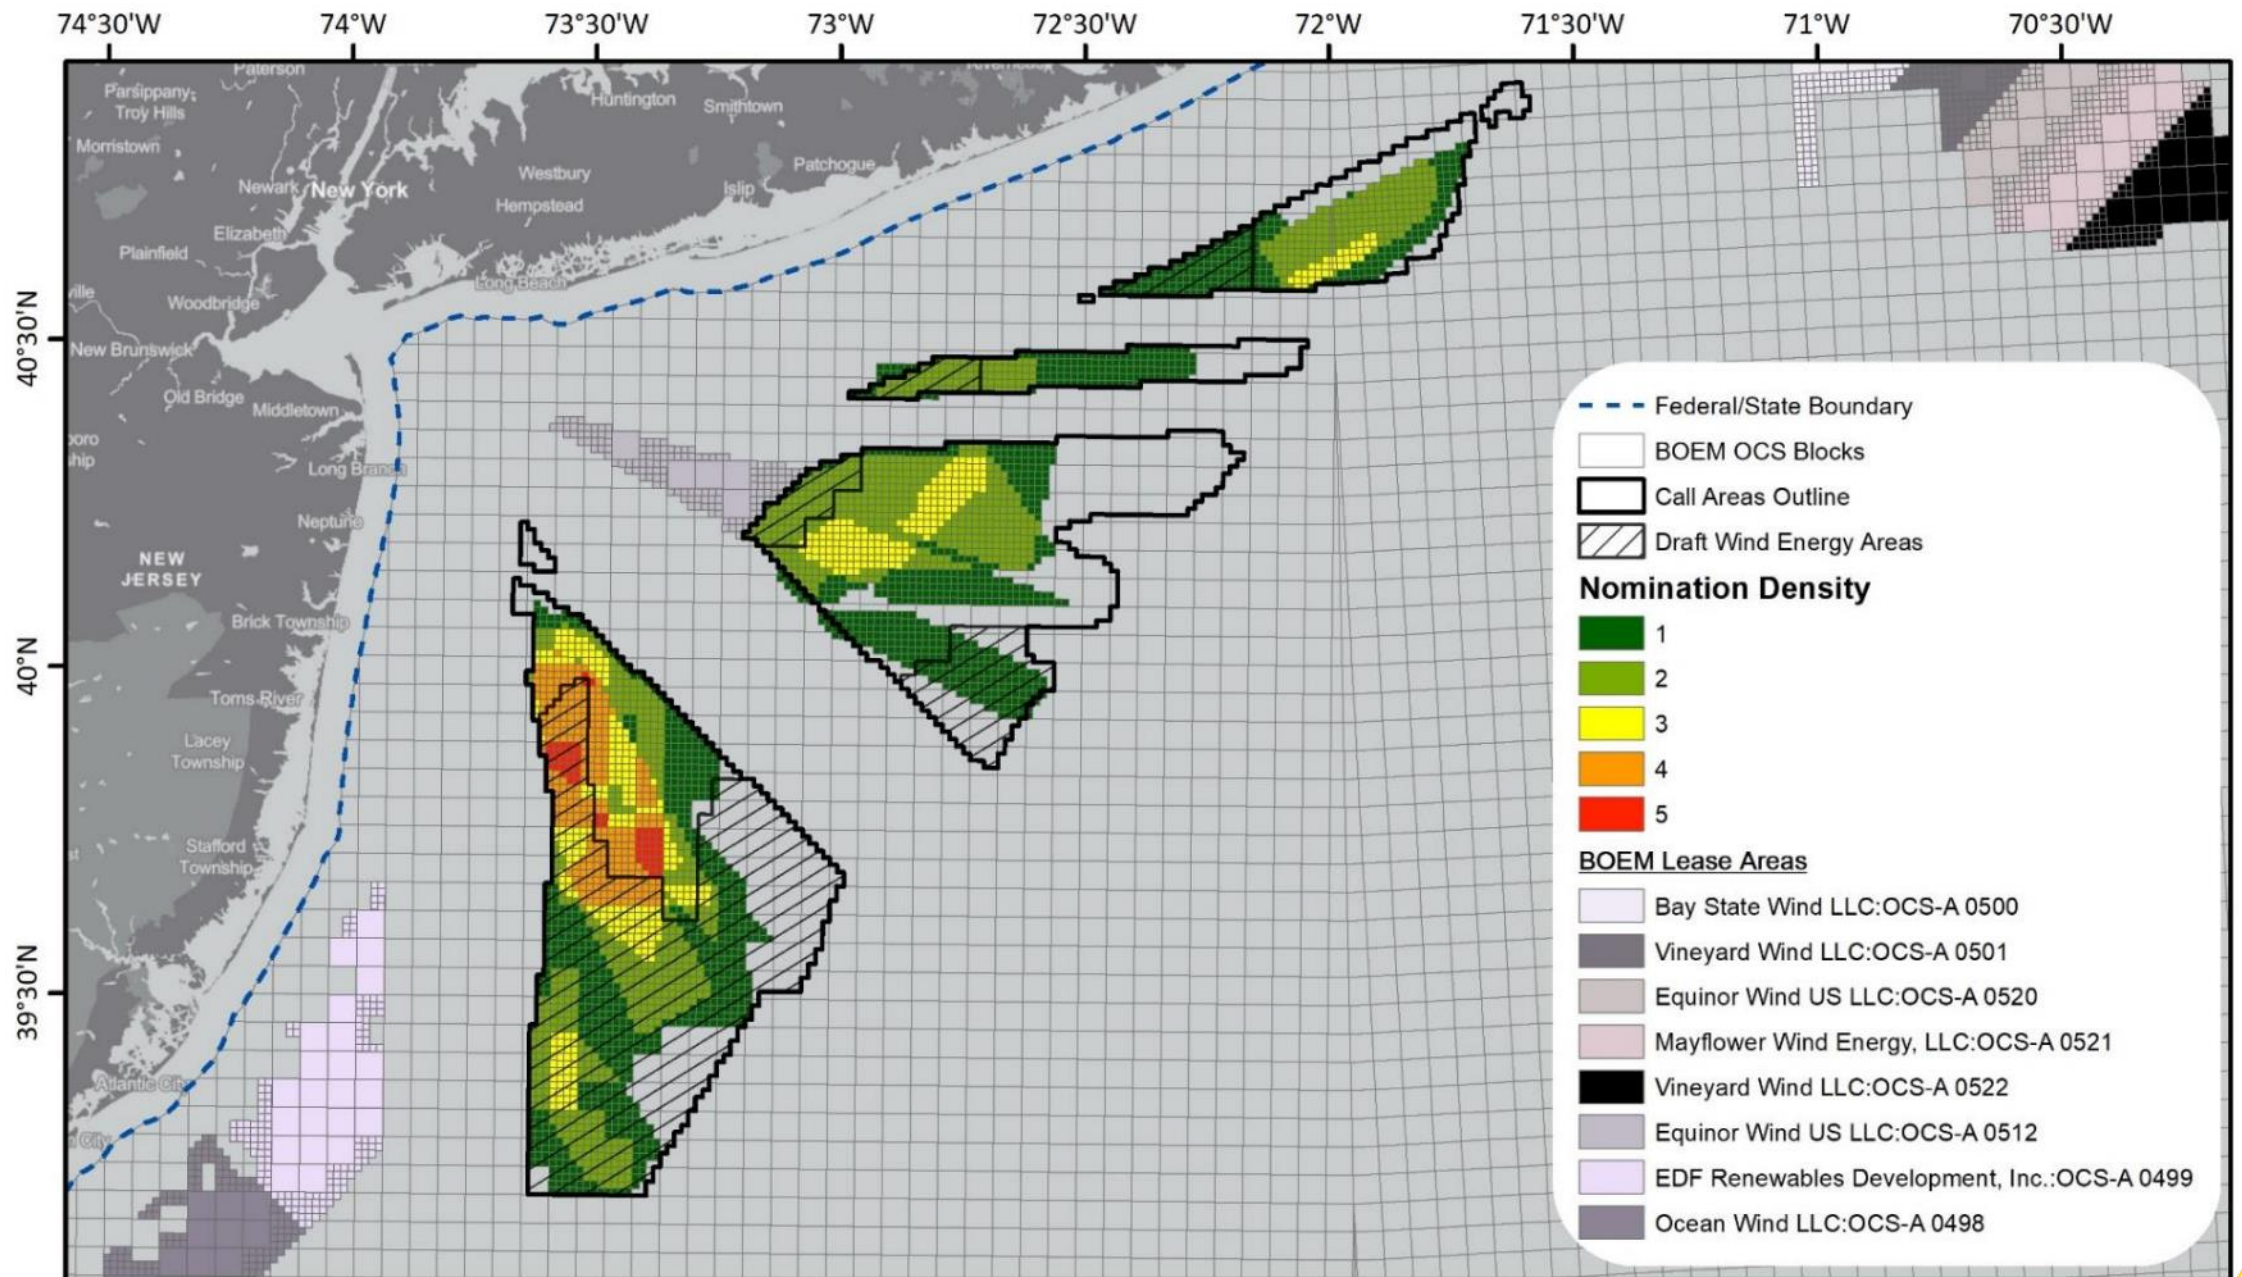 74°30'W 74°W 73°30'W 73°W 72°30'W 72°W 71°30'W 71°W 70°30'W
Paterson
Parsippany-
Troy Hills
Huntington
Smithtown
Morristown
Patchogue
Westbury
Islip
Newark
New York
Hempstead
Elizabeth
Plainfield
Long Beach
ville
Woodbridge
40°30'N
New Brunswick
Old Bridge
Middletown
boro
ship
Long Branch
Neptune
NEW
JERSEY
Brick Township
40°N
Toms River
Lacey
Township
Stafford
Township
st
39°30'N
Atlantic City
n City
Federal/State Boundary
BOEM OCS Blocks
Call Areas Outline
Draft Wind Energy Areas
Nomination Density
1
2
3
4
5
BOEM Lease Areas
Bay State Wind LLC:OCS-A 0500
Vineyard Wind LLC:OCS-A 0501
Equinor Wind US LLC:OCS-A 0520
Mayflower Wind Energy, LLC:OCS-A 0521
Vineyard Wind LLC:OCS-A 0522
Equinor Wind US LLC:OCS-A 0512
EDF Renewables Development, Inc.:OCS-A 0499
Ocean Wind LLC:OCS-A 0498